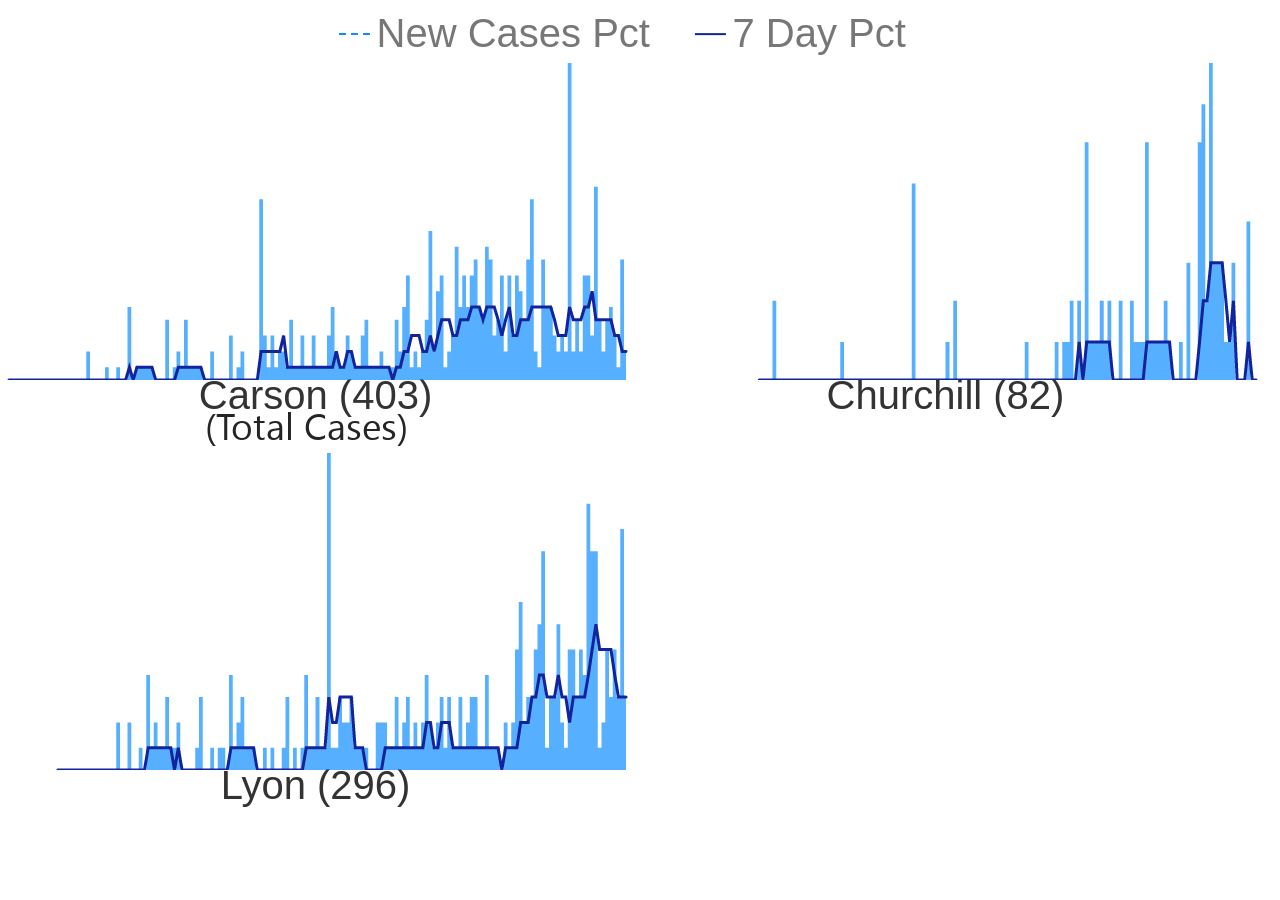 New Cases Pct 7 Day Pct
Carson (403)
(Total Cases)
Churchill (82)
Lyon (296)